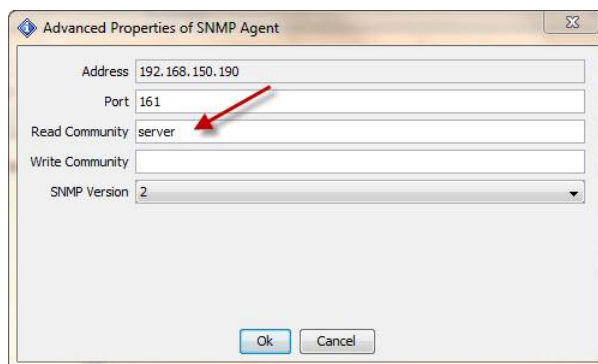 Advanced Properties of SNMP Agent
Address 192.168.150.190
Port 161
Read Community server
Write Community
SNMP Version 2
Ok Cancel